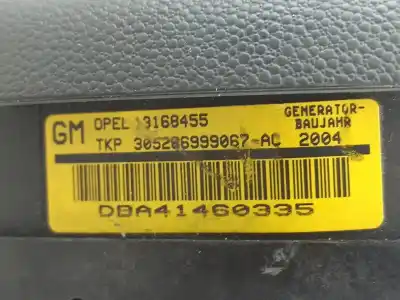 GM OPEL 13168455 GENERATOR-
BAUJAHR
TKP 305206999067-AC 2004
DBA41460335